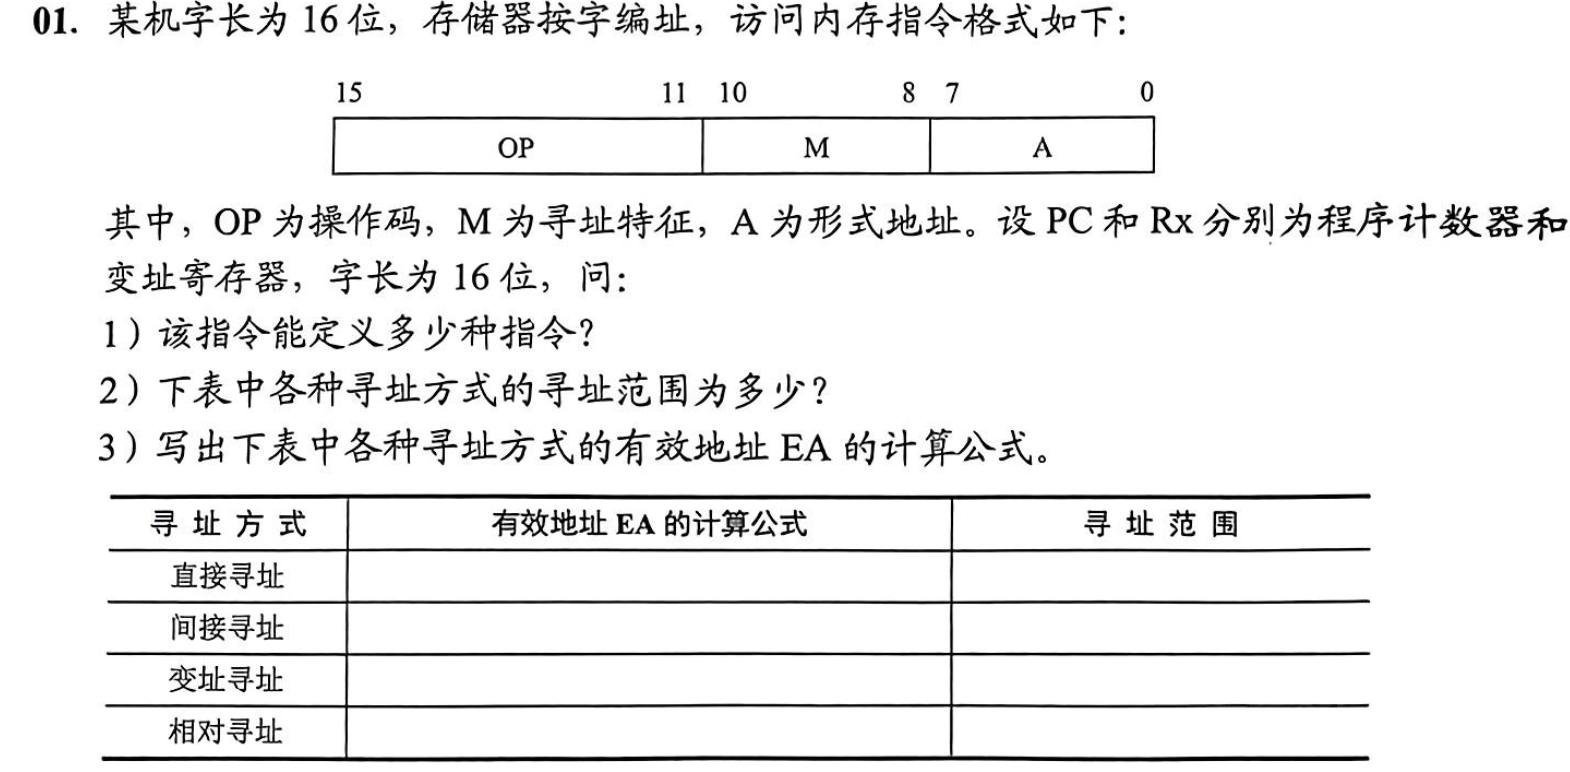 01. 某机字长为 16 位，存储器按字编址，访问内存指令格式如下：
15 11 10 8 7 0
OP M A
其中，OP 为操作码，M 为寻址特征，A 为形式地址。设 PC 和 Rx 分别为程序计数器和
变址寄存器，字长为 16 位，问：
1）该指令能定义多少种指令？
2）下表中各种寻址方式的寻址范围为多少？
3）写出下表中各种寻址方式的有效地址 EA 的计算公式。
寻址方式 有效地址 EA 的计算公式 寻址范围
直接寻址
间接寻址
变址寻址
相对寻址